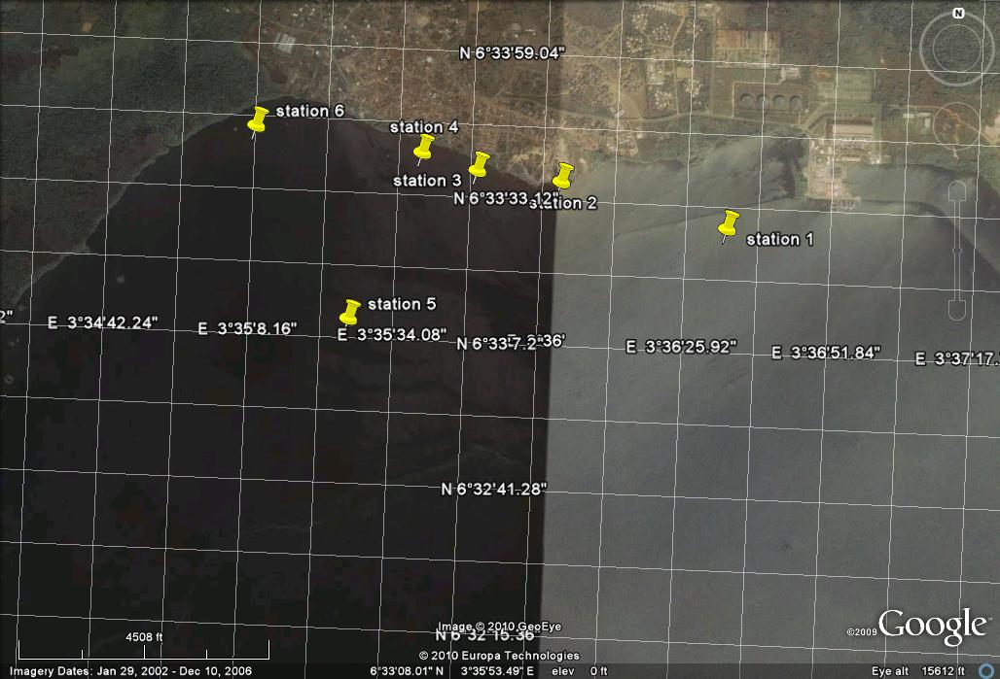 N
N 6°33'59.04"
station 6
station 4
station 3
N 6°33'33.12"
station 2
station 1
station 5
2"
E 3°34'42.24"
E 3°35'8.16"
E 3°35'34.08"
N 6°33'7.2"
E 3°36'
E 3°36'25.92"
E 3°36'51.84"
E 3°37'17.
N 6°32'41.28"
Image © 2010 GeoEye
N 6°32'15.36"
© 2010 Europa Technologies
©2009 Google™
4508 ft
Imagery Dates: Jan 29, 2002 - Dec 10, 2006 6°33'08.01" N 3°35'53.49" E elev 0 ft Eye alt 15612 ft